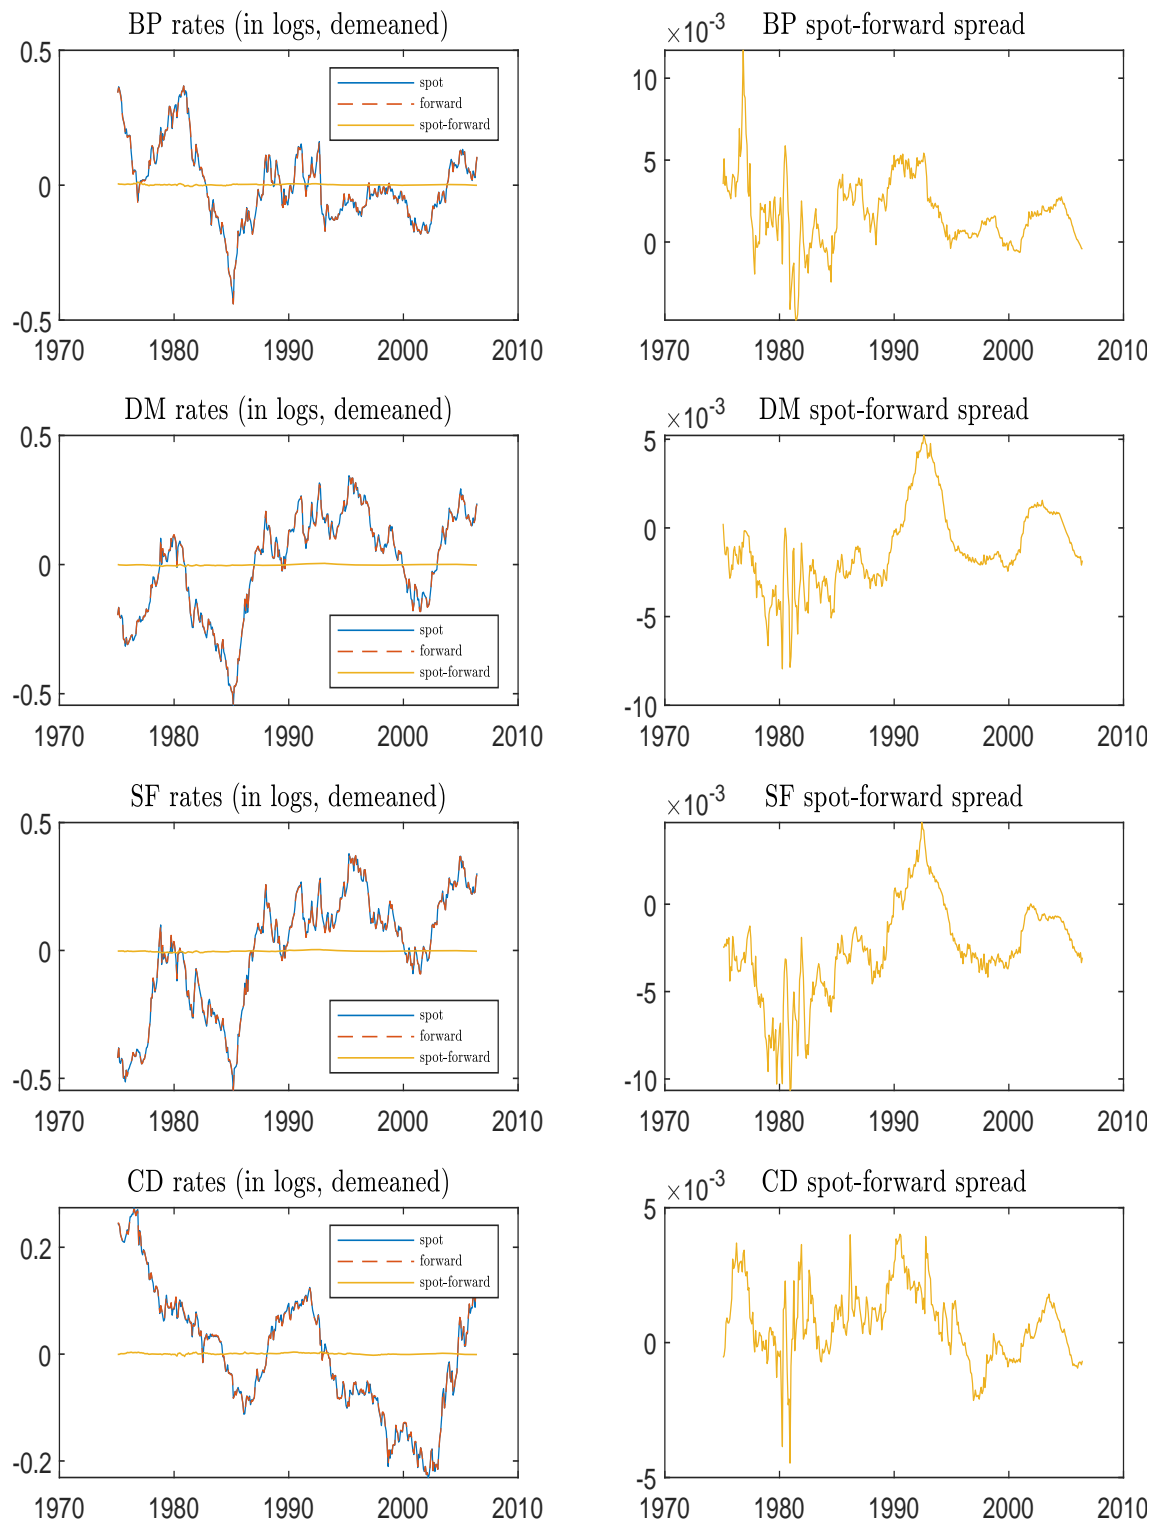 BP rates (in logs, demeaned)
0.5
0
-0.5
1970 1980 1990 2000 2010
spot
forward
spot-forward
BP spot-forward spread
×10-3
10
5
0
1970 1980 1990 2000 2010
DM rates (in logs, demeaned)
0.5
0
-0.5
1970 1980 1990 2000 2010
spot
forward
spot-forward
DM spot-forward spread
×10-3
5
0
-5
-10
1970 1980 1990 2000 2010
SF rates (in logs, demeaned)
0.5
0
-0.5
1970 1980 1990 2000 2010
spot
forward
spot-forward
SF spot-forward spread
×10-3
0
-5
-10
1970 1980 1990 2000 2010
CD rates (in logs, demeaned)
0.2
0
-0.2
1970 1980 1990 2000 2010
spot
forward
spot-forward
CD spot-forward spread
×10-3
5
0
-5
1970 1980 1990 2000 2010